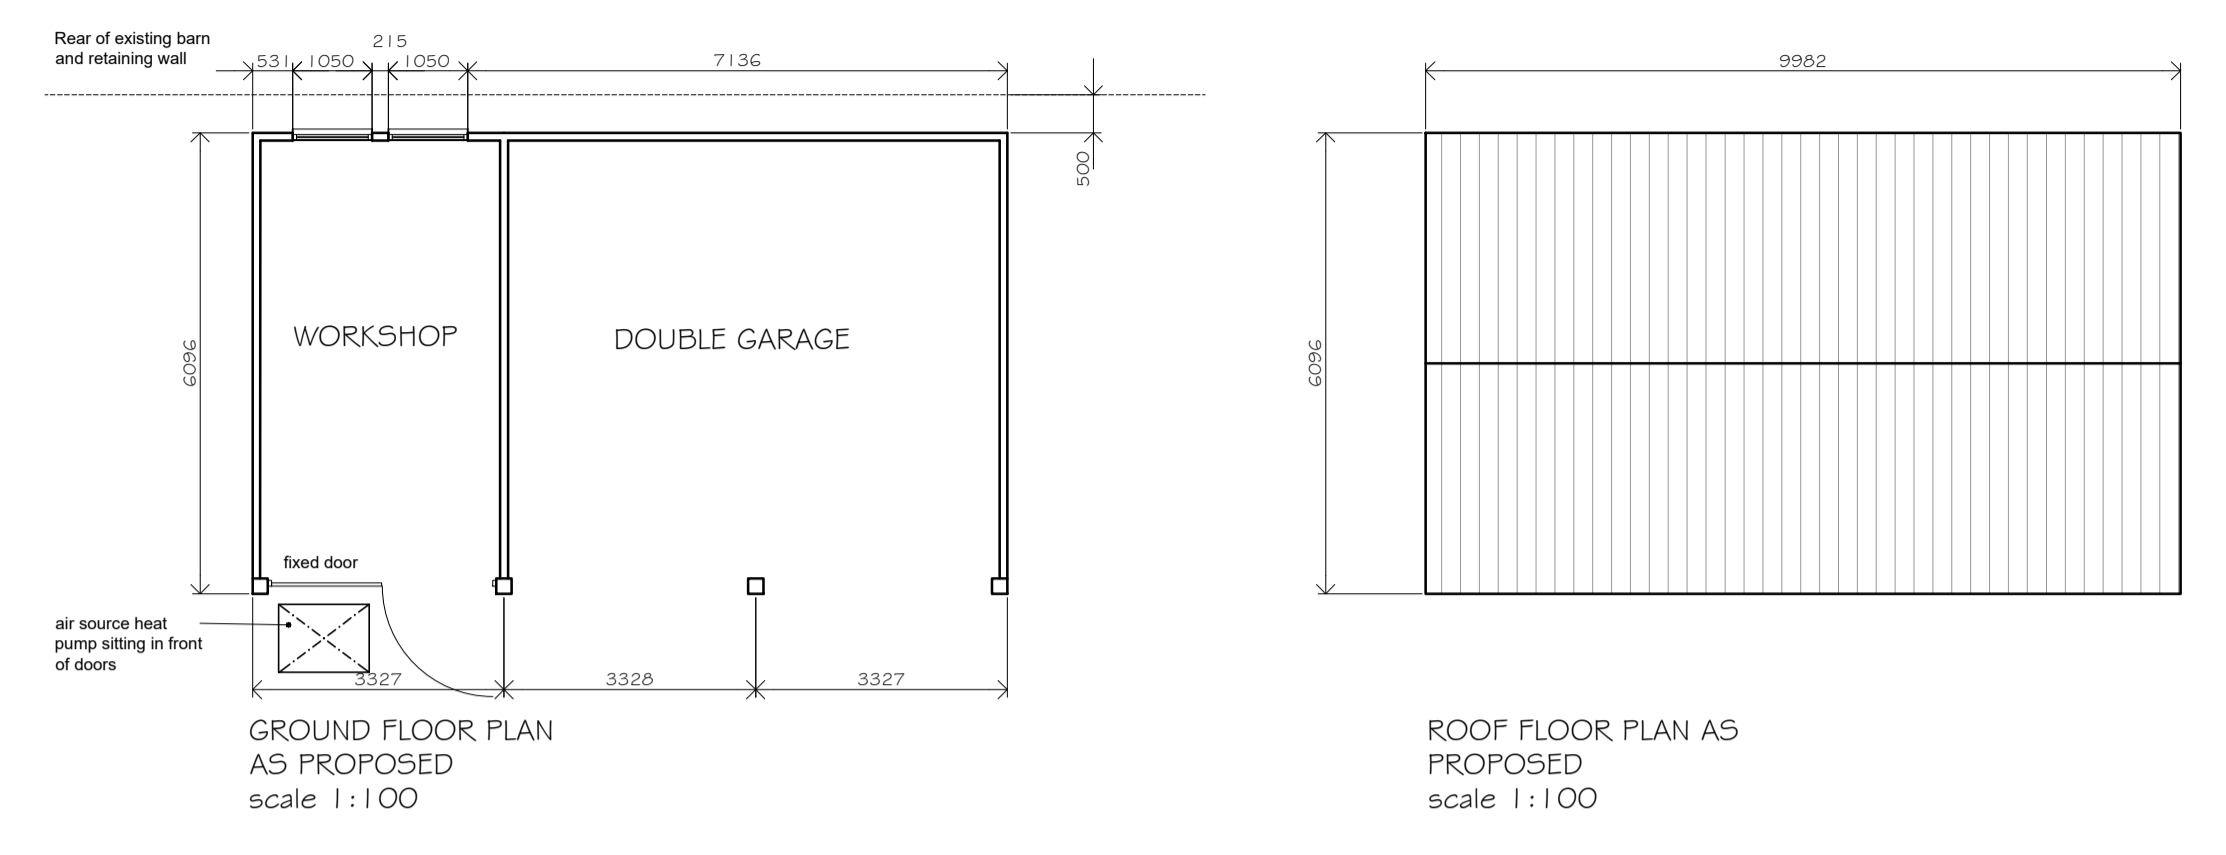 Rear of existing barn
and retaining wall
215
531 1050 1050 7136
9982
500
WORKSHOP
DOUBLE GARAGE
6096
6096
fixed door
air source heat
pump sitting in front
of doors
3327 3328 3327
GROUND FLOOR PLAN
AS PROPOSED
scale 1:100
ROOF FLOOR PLAN AS
PROPOSED
scale 1:100